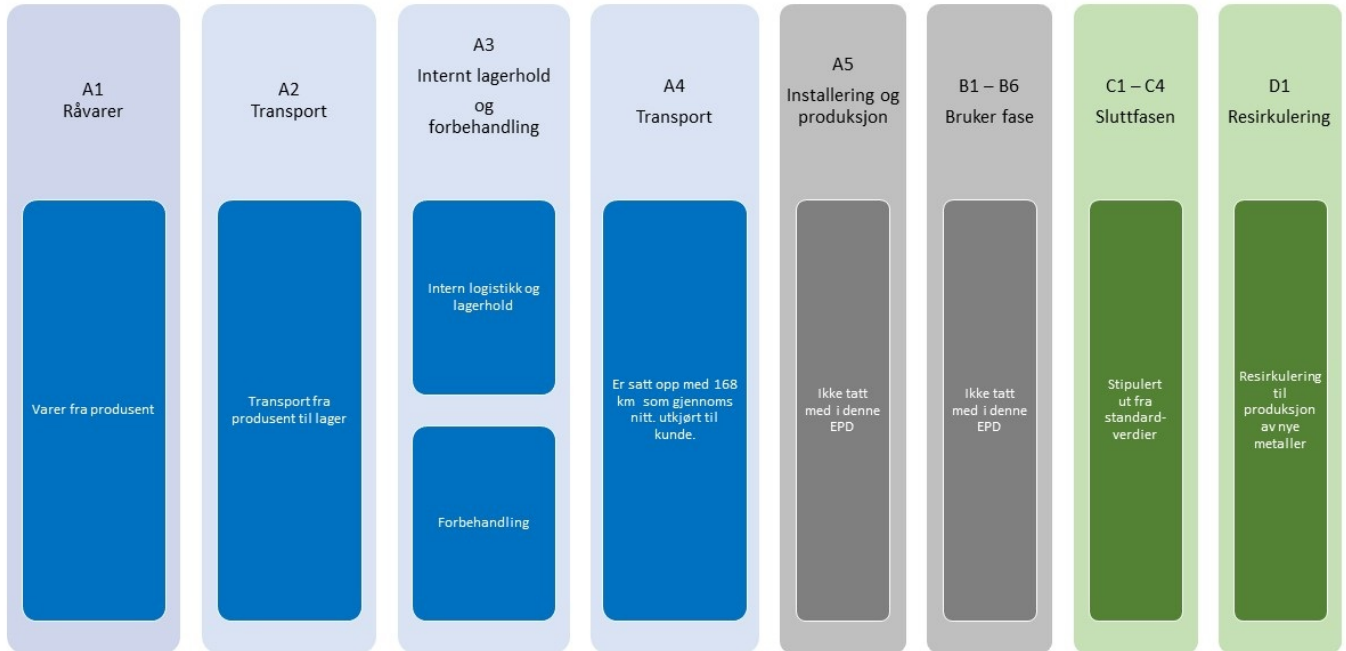 A1
Råvarer
A2
Transport
A3
Internt lagerhold
og
forbehandling
A4
Transport
A5
Installering og
produksjon
B1 – B6
Bruker fase
C1 – C4
Sluttfasen
D1
Resirkulering
Varer fra produsent
Transport fra
produsent til lager
Intern logistikk og
lagerhold
Forbehandling
Er satt opp med 168
km som gjennoms
nitt. utkjørt til
kunde.
Ikke tatt
med i denne
EPD
Ikke tatt
med i denne
EPD
Stipulert
ut fra
standard-
verdier
Resirkulering
til
produksjon
av nye
metaller